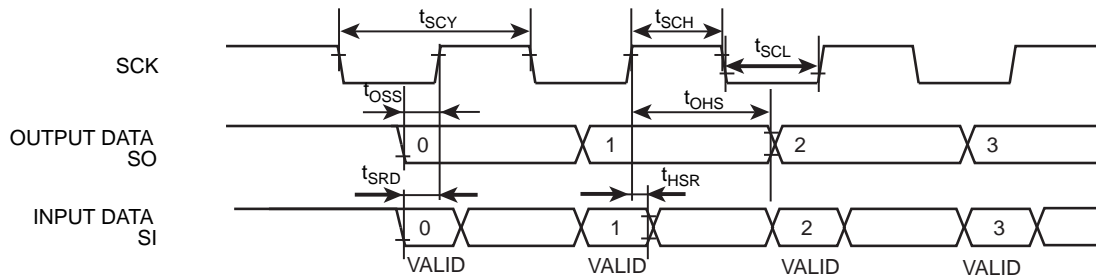 tSCY
tSCH
SCK
tSCL
tOSS
tOHS
OUTPUT DATA
SO
0 1 2 3
tSRD
tHSR
INPUT DATA
SI
0 1 2 3
VALID VALID VALID VALID